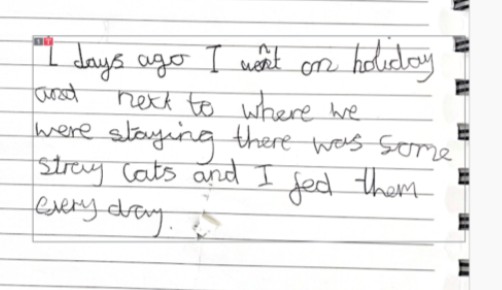 days ago I went on holiday
and next to where we
were staying there was some
stray cats and I fed them
every day.